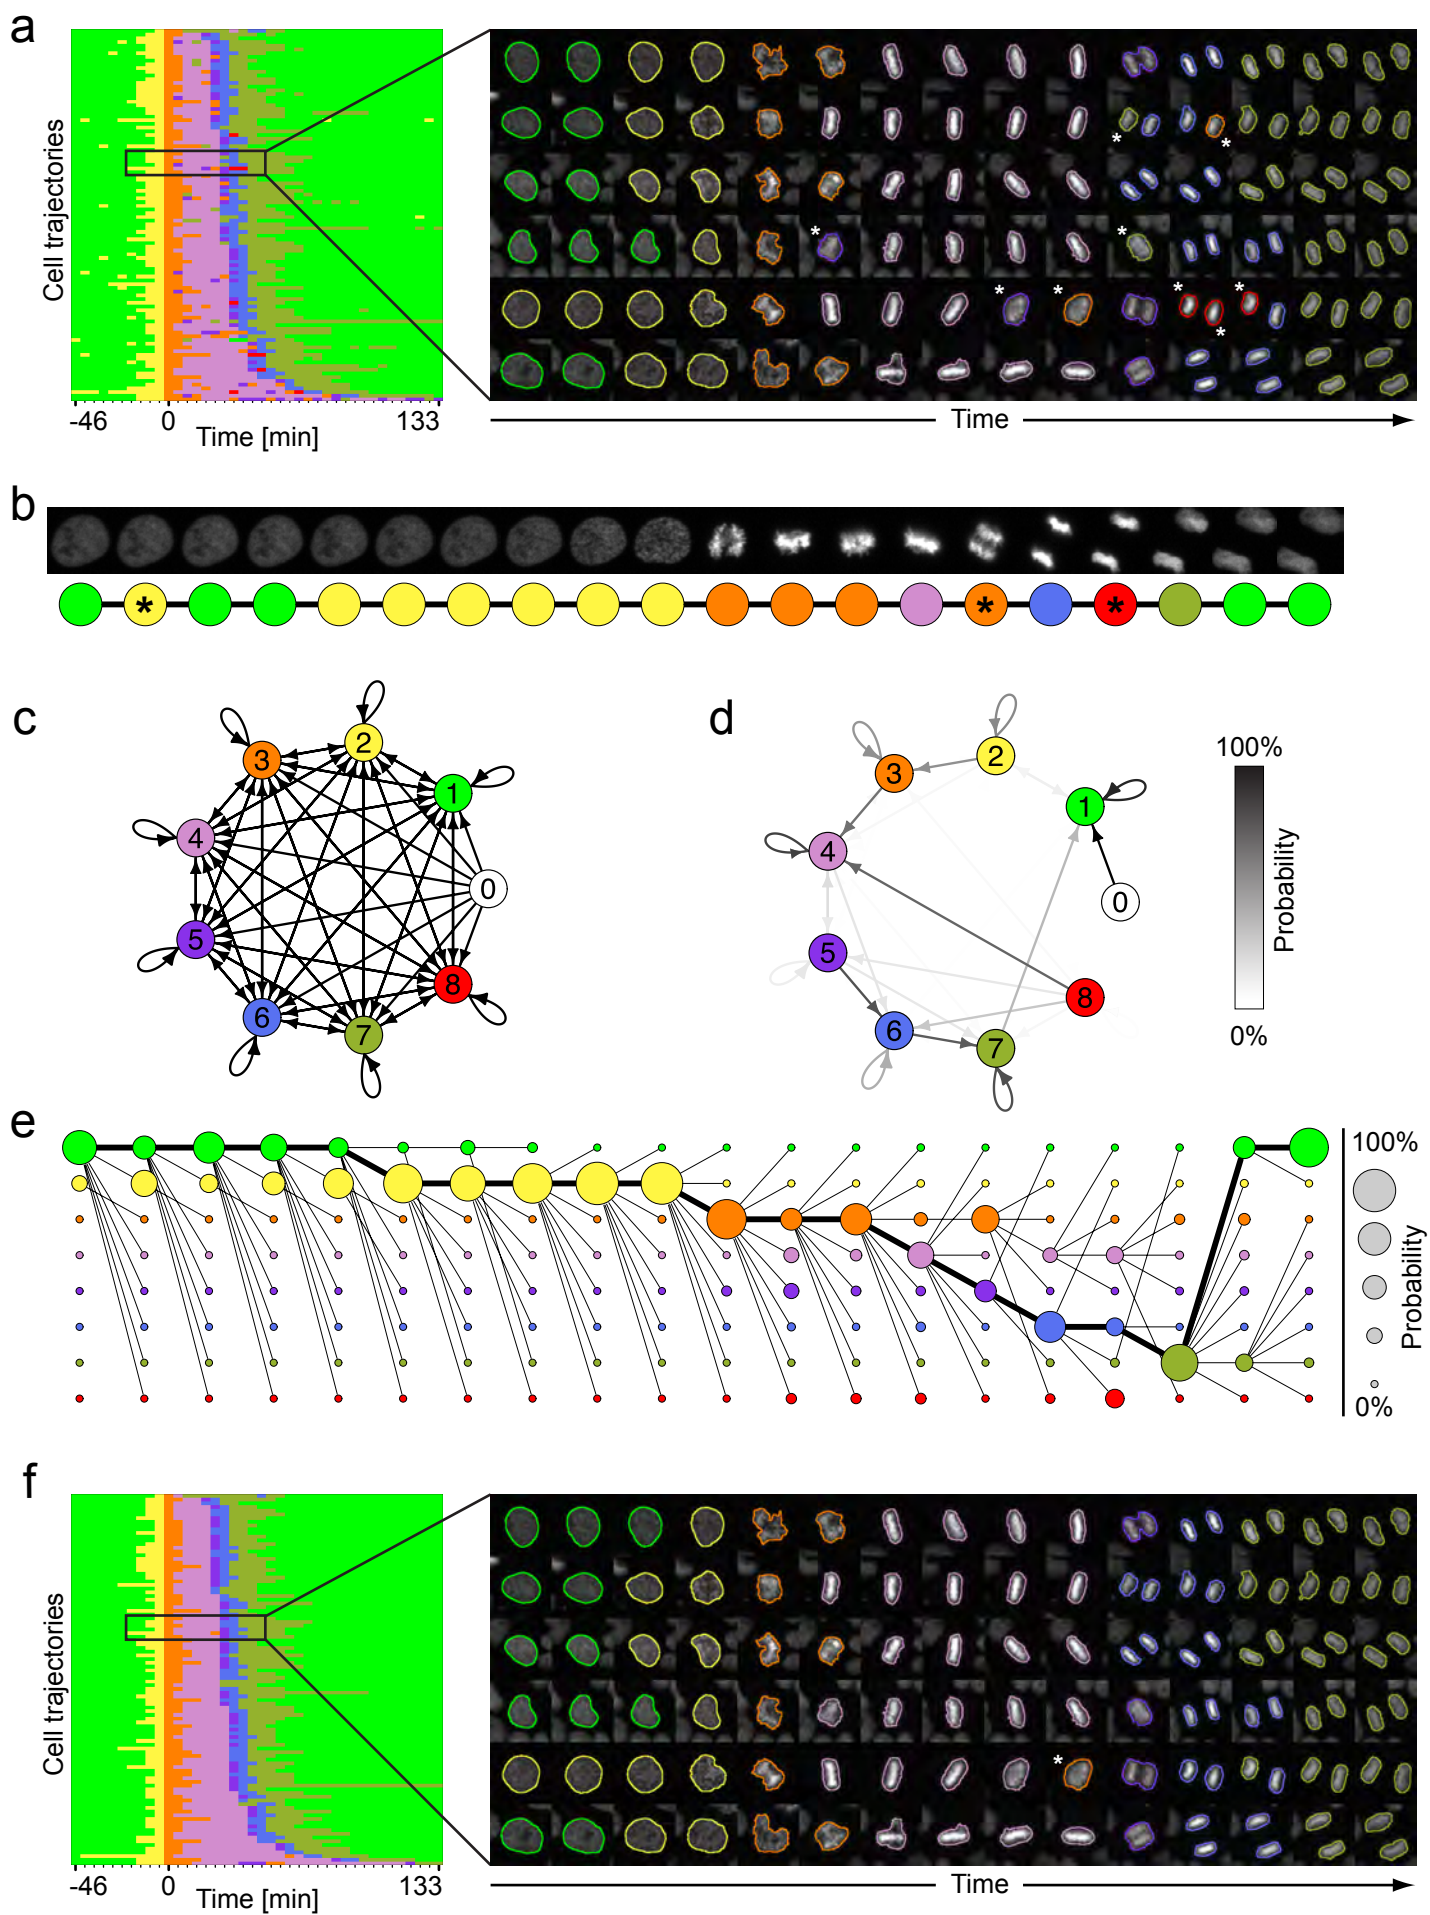 a
Cell trajectories
-46 0 133
Time [min]
* * * * * * * * *
Time
b
* * *
c
0 1 2 3 4 5 6 7 8
d
0 1 2 3 4 5 6 7 8
100%
Probability
0%
e
100%
Probability
0%
f
Cell trajectories
-46 0 133
Time [min]
*
Time